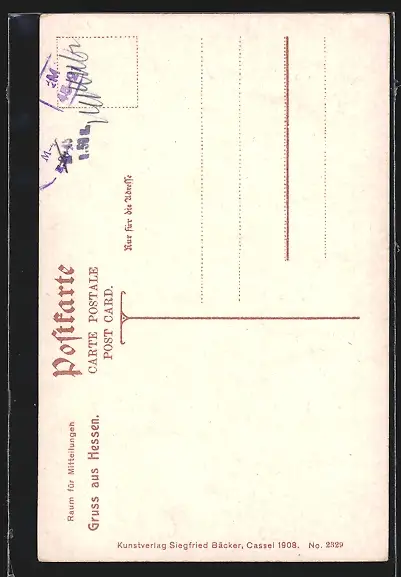 Postkarte
CARTE POSTALE
POST CARD.
Raum für Mitteilungen
Gruss aus Hessen.
Nur für die Adresse
Kunstverlag Siegfried Bäcker, Cassel 1908. No. 2329